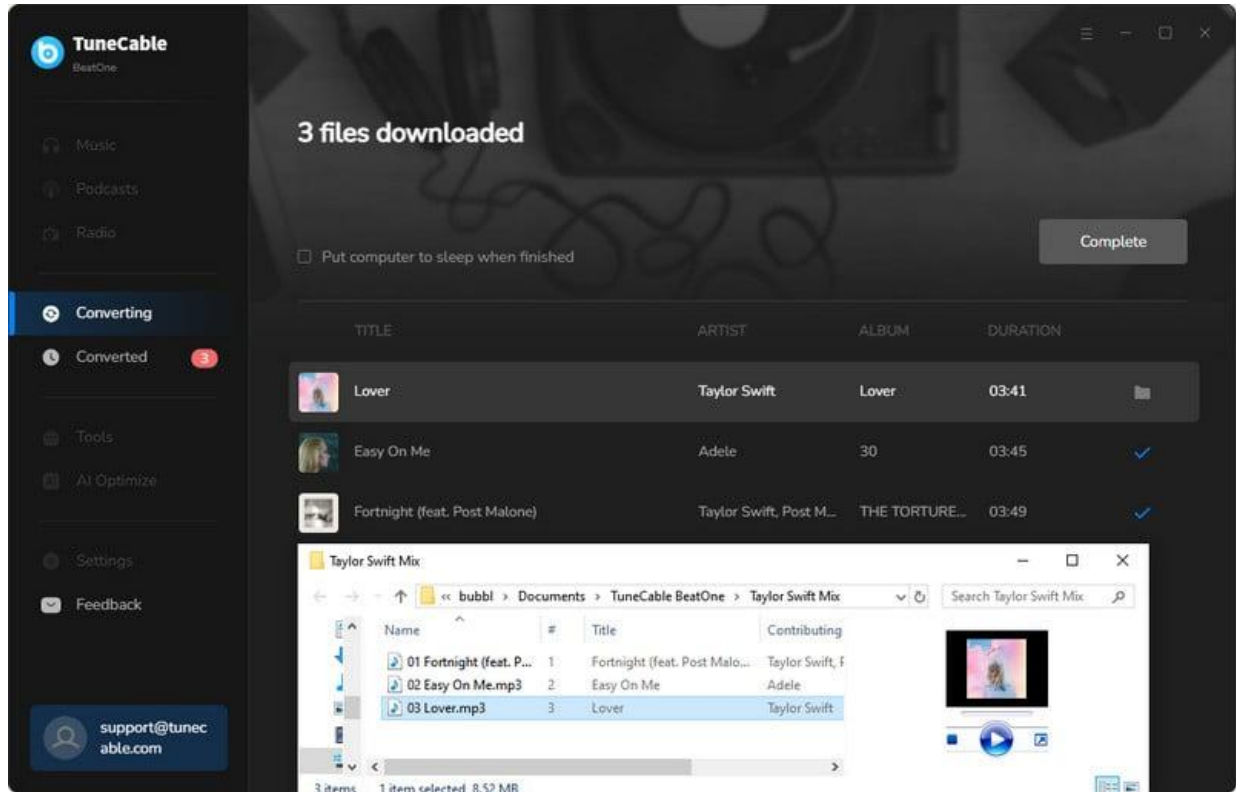 TuneCable
BeatOne
Music
Podcasts
Radio
Converting
Converted 3
Tools
AI Optimize
Settings
Feedback
support@tunec
able.com
3 files downloaded
Put computer to sleep when finished
Complete
TITLE ARTIST ALBUM DURATION
Lover Taylor Swift Lover 03:41
Easy On Me Adele 30 03:45
Fortnight (feat. Post Malone) Taylor Swift, Post M... THE TORTURE... 03:49
Taylor Swift Mix
« bubbl › Documents › TuneCable BeatOne › Taylor Swift Mix
Search Taylor Swift Mix
Name # Title Contributing
01 Fortnight (feat. P... 1 Fortnight (feat. Post Malo... Taylor Swift, F
02 Easy On Me.mp3 2 Easy On Me Adele
03 Lover.mp3 3 Lover Taylor Swift
3 items 1 item selected 8.52 MB